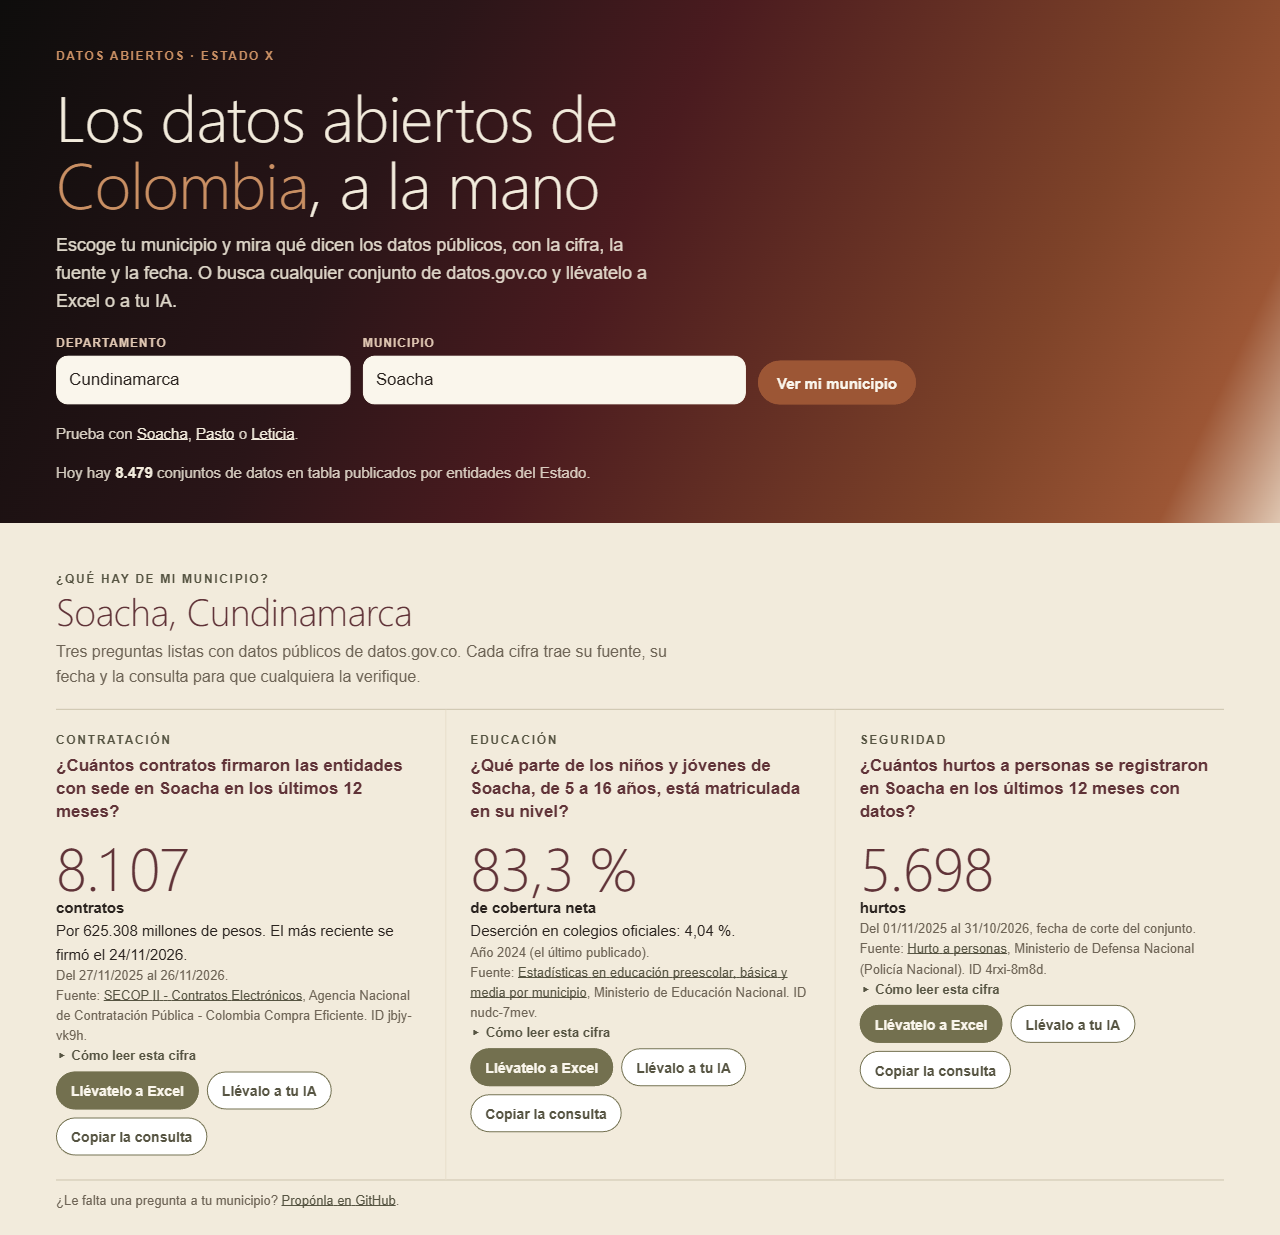 DATOS ABIERTOS · ESTADO X
Los datos abiertos de
Colombia, a la mano
Escoge tu municipio y mira qué dicen los datos públicos, con la cifra, la
fuente y la fecha. O busca cualquier conjunto de datos.gov.co y llévatelo a
Excel o a tu IA.
DEPARTAMENTO
MUNICIPIO
Cundinamarca
Soacha
Ver mi municipio
Prueba con Soacha, Pasto o Leticia.
Hoy hay 8.479 conjuntos de datos en tabla publicados por entidades del Estado.
¿QUÉ HAY DE MI MUNICIPIO?
Soacha, Cundinamarca
Tres preguntas listas con datos públicos de datos.gov.co. Cada cifra trae su fuente, su
fecha y la consulta para que cualquiera la verifique.
CONTRATACIÓN
¿Cuántos contratos firmaron las entidades
con sede en Soacha en los últimos 12
meses?
8.107
contratos
Por 625.308 millones de pesos. El más reciente se
firmó el 24/11/2026.
Del 27/11/2025 al 26/11/2026.
Fuente: SECOP II - Contratos Electrónicos, Agencia Nacional
de Contratación Pública - Colombia Compra Eficiente. ID jbjy-
vk9h.
▸ Cómo leer esta cifra
Llévatelo a Excel
Llévalo a tu IA
Copiar la consulta
EDUCACIÓN
¿Qué parte de los niños y jóvenes de
Soacha, de 5 a 16 años, está matriculada
en su nivel?
83,3 %
de cobertura neta
Deserción en colegios oficiales: 4,04 %.
Año 2024 (el último publicado).
Fuente: Estadísticas en educación preescolar, básica y
media por municipio, Ministerio de Educación Nacional. ID
nudc-7mev.
▸ Cómo leer esta cifra
Llévatelo a Excel
Llévalo a tu IA
Copiar la consulta
SEGURIDAD
¿Cuántos hurtos a personas se registraron
en Soacha en los últimos 12 meses con
datos?
5.698
hurtos
Del 01/11/2025 al 31/10/2026, fecha de corte del conjunto.
Fuente: Hurto a personas, Ministerio de Defensa Nacional
(Policía Nacional). ID 4rxi-8m8d.
▸ Cómo leer esta cifra
Llévatelo a Excel
Llévalo a tu IA
Copiar la consulta
¿Le falta una pregunta a tu municipio? Propónla en GitHub.